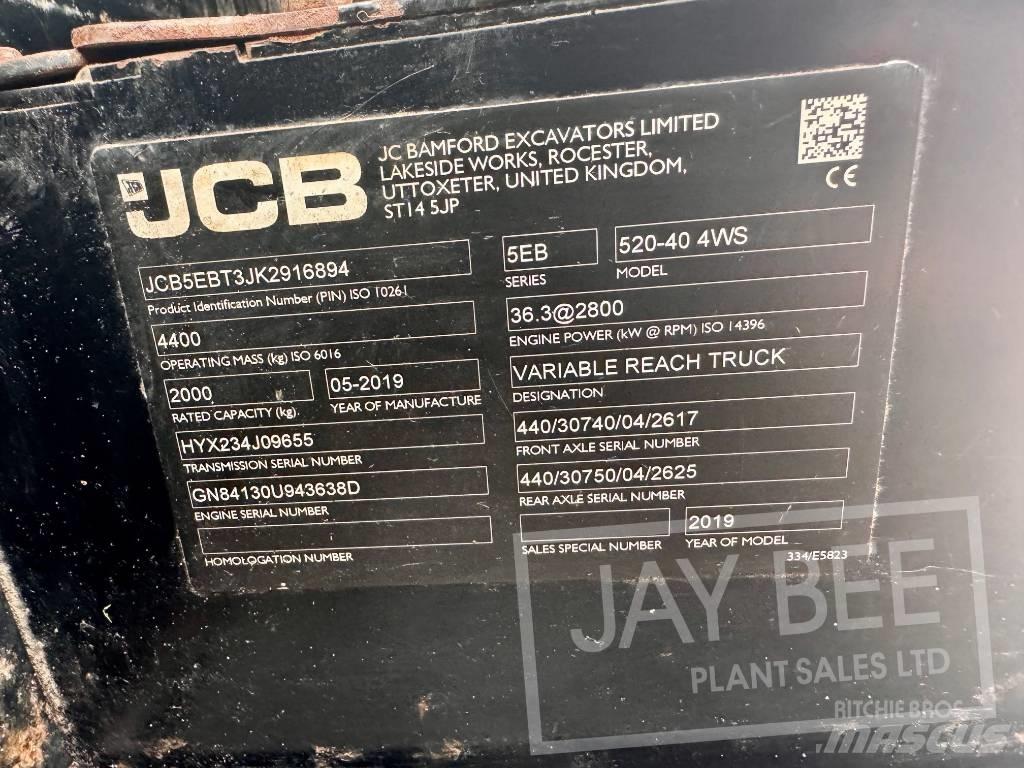 JCB
JC BAMFORD EXCAVATORS LIMITED
LAKESIDE WORKS, ROCESTER,
UTTOXETER, UNITED KINGDOM,
ST14 5JP
CE
JCB5EBT3JK2916894
Product Identification Number (PIN) ISO 10261
5EB
SERIES
520-40 4WS
MODEL
4400
OPERATING MASS (kg) ISO 6016
36.3@2800
ENGINE POWER (kW @ RPM) ISO 14396
2000
RATED CAPACITY (kg)
05-2019
YEAR OF MANUFACTURE
VARIABLE REACH TRUCK
DESIGNATION
HYX234J09655
TRANSMISSION SERIAL NUMBER
440/30740/04/2617
FRONT AXLE SERIAL NUMBER
GN84130U943638D
ENGINE SERIAL NUMBER
440/30750/04/2625
REAR AXLE SERIAL NUMBER
HOMOLOGATION NUMBER
SALES SPECIAL NUMBER
2019
YEAR OF MODEL
334/E5823
JAY BEE
PLANT SALES LTD
RITCHIE BROS
MASCUS